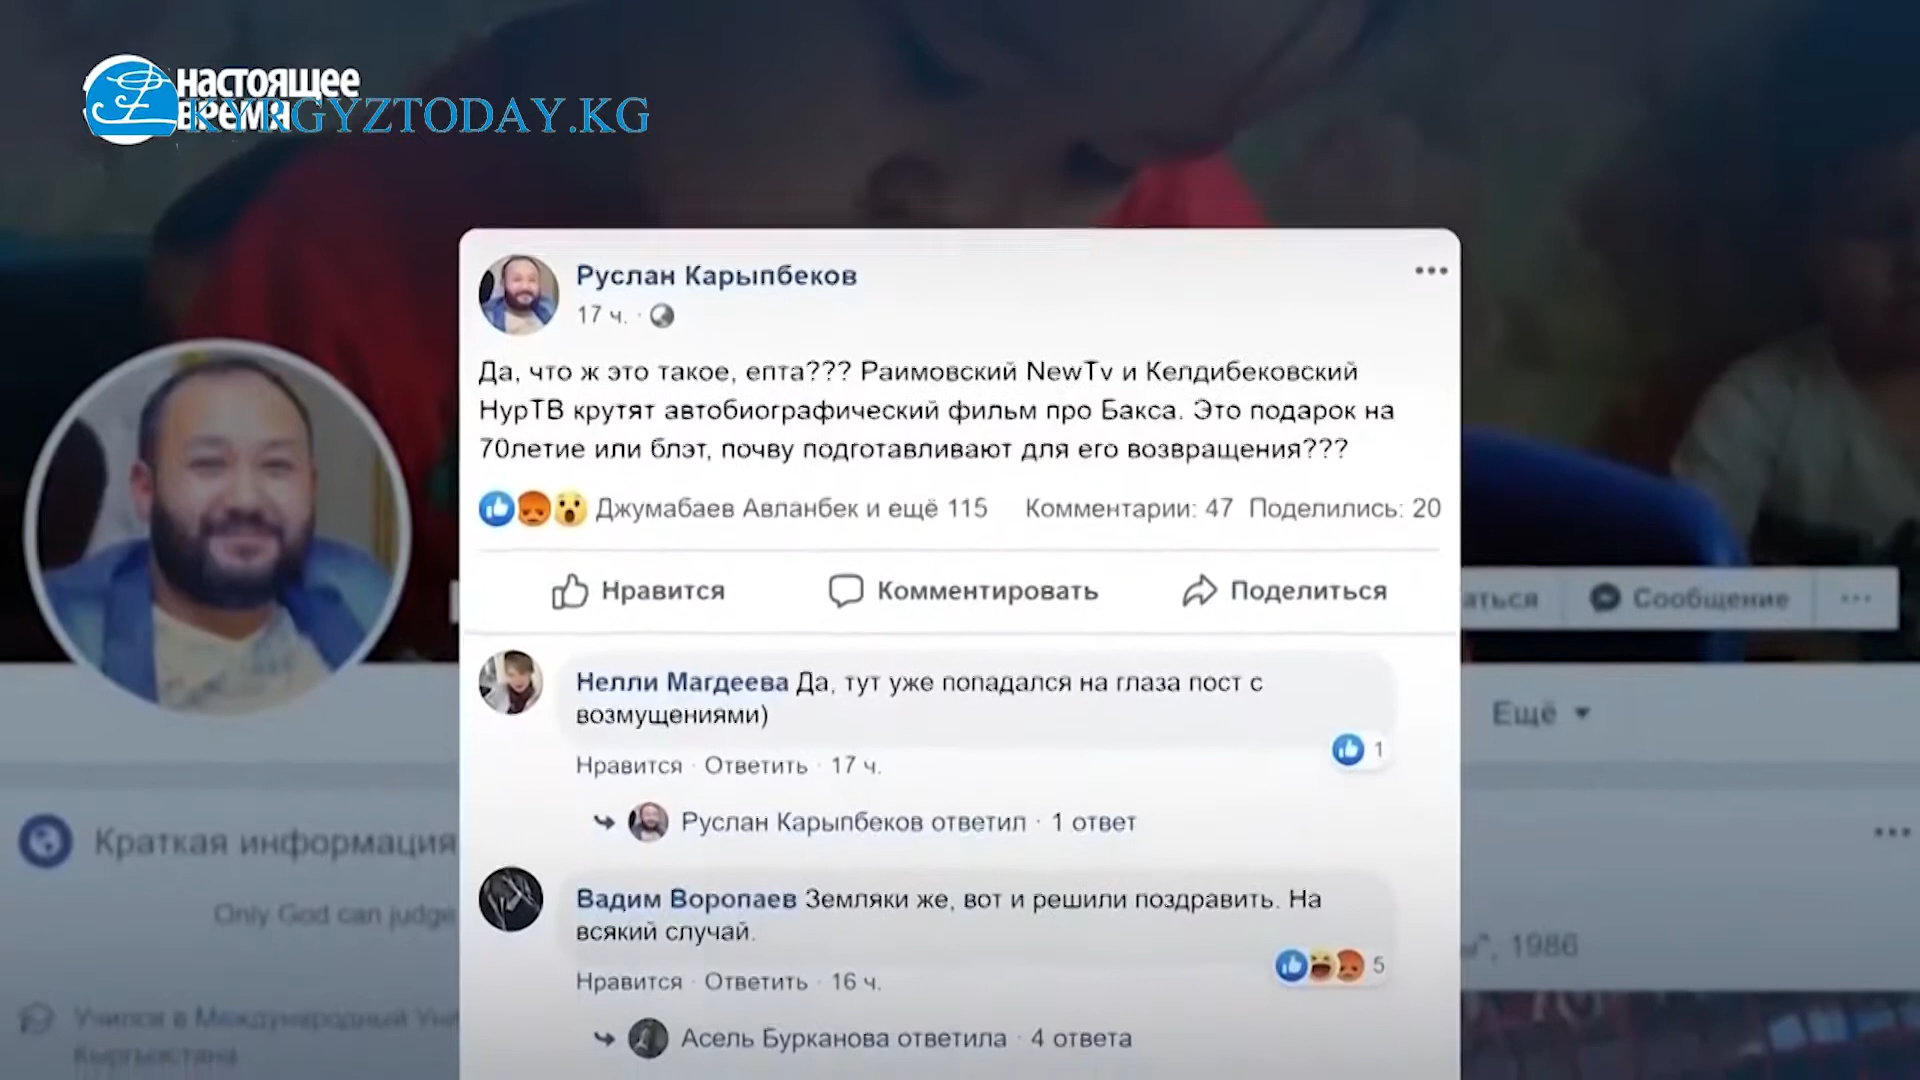 НАСТОЯЩЕЕ
ВРЕМЯ
KYRGYZTODAY.KG
Руслан Карыпбеков
17 ч. ·
Да, что ж это такое, епта??? Раимовский NewTv и Келдибековский
НурТВ крутят автобиографический фильм про Бакса. Это подарок на
70летие или блэт, почву подготавливают для его возвращения???
Джумабаев Авланбек и ещё 115 Комментарии: 47 Поделились: 20
Нравится Комментировать Поделиться
аться Сообщение ...
Нелли Магдеева Да, тут уже попадался на глаза пост с
возмущениями)
1
Нравится · Ответить · 17 ч.
Ещё
Руслан Карыпбеков ответил · 1 ответ
Краткая информация
Вадим Воропаев Земляки же, вот и решили поздравить. На
всякий случай.
5
Only God can judge
", 1986
Нравится · Ответить · 16 ч.
Учился в Международный
Кыргызстана
Асель Бурканова ответила · 4 ответа